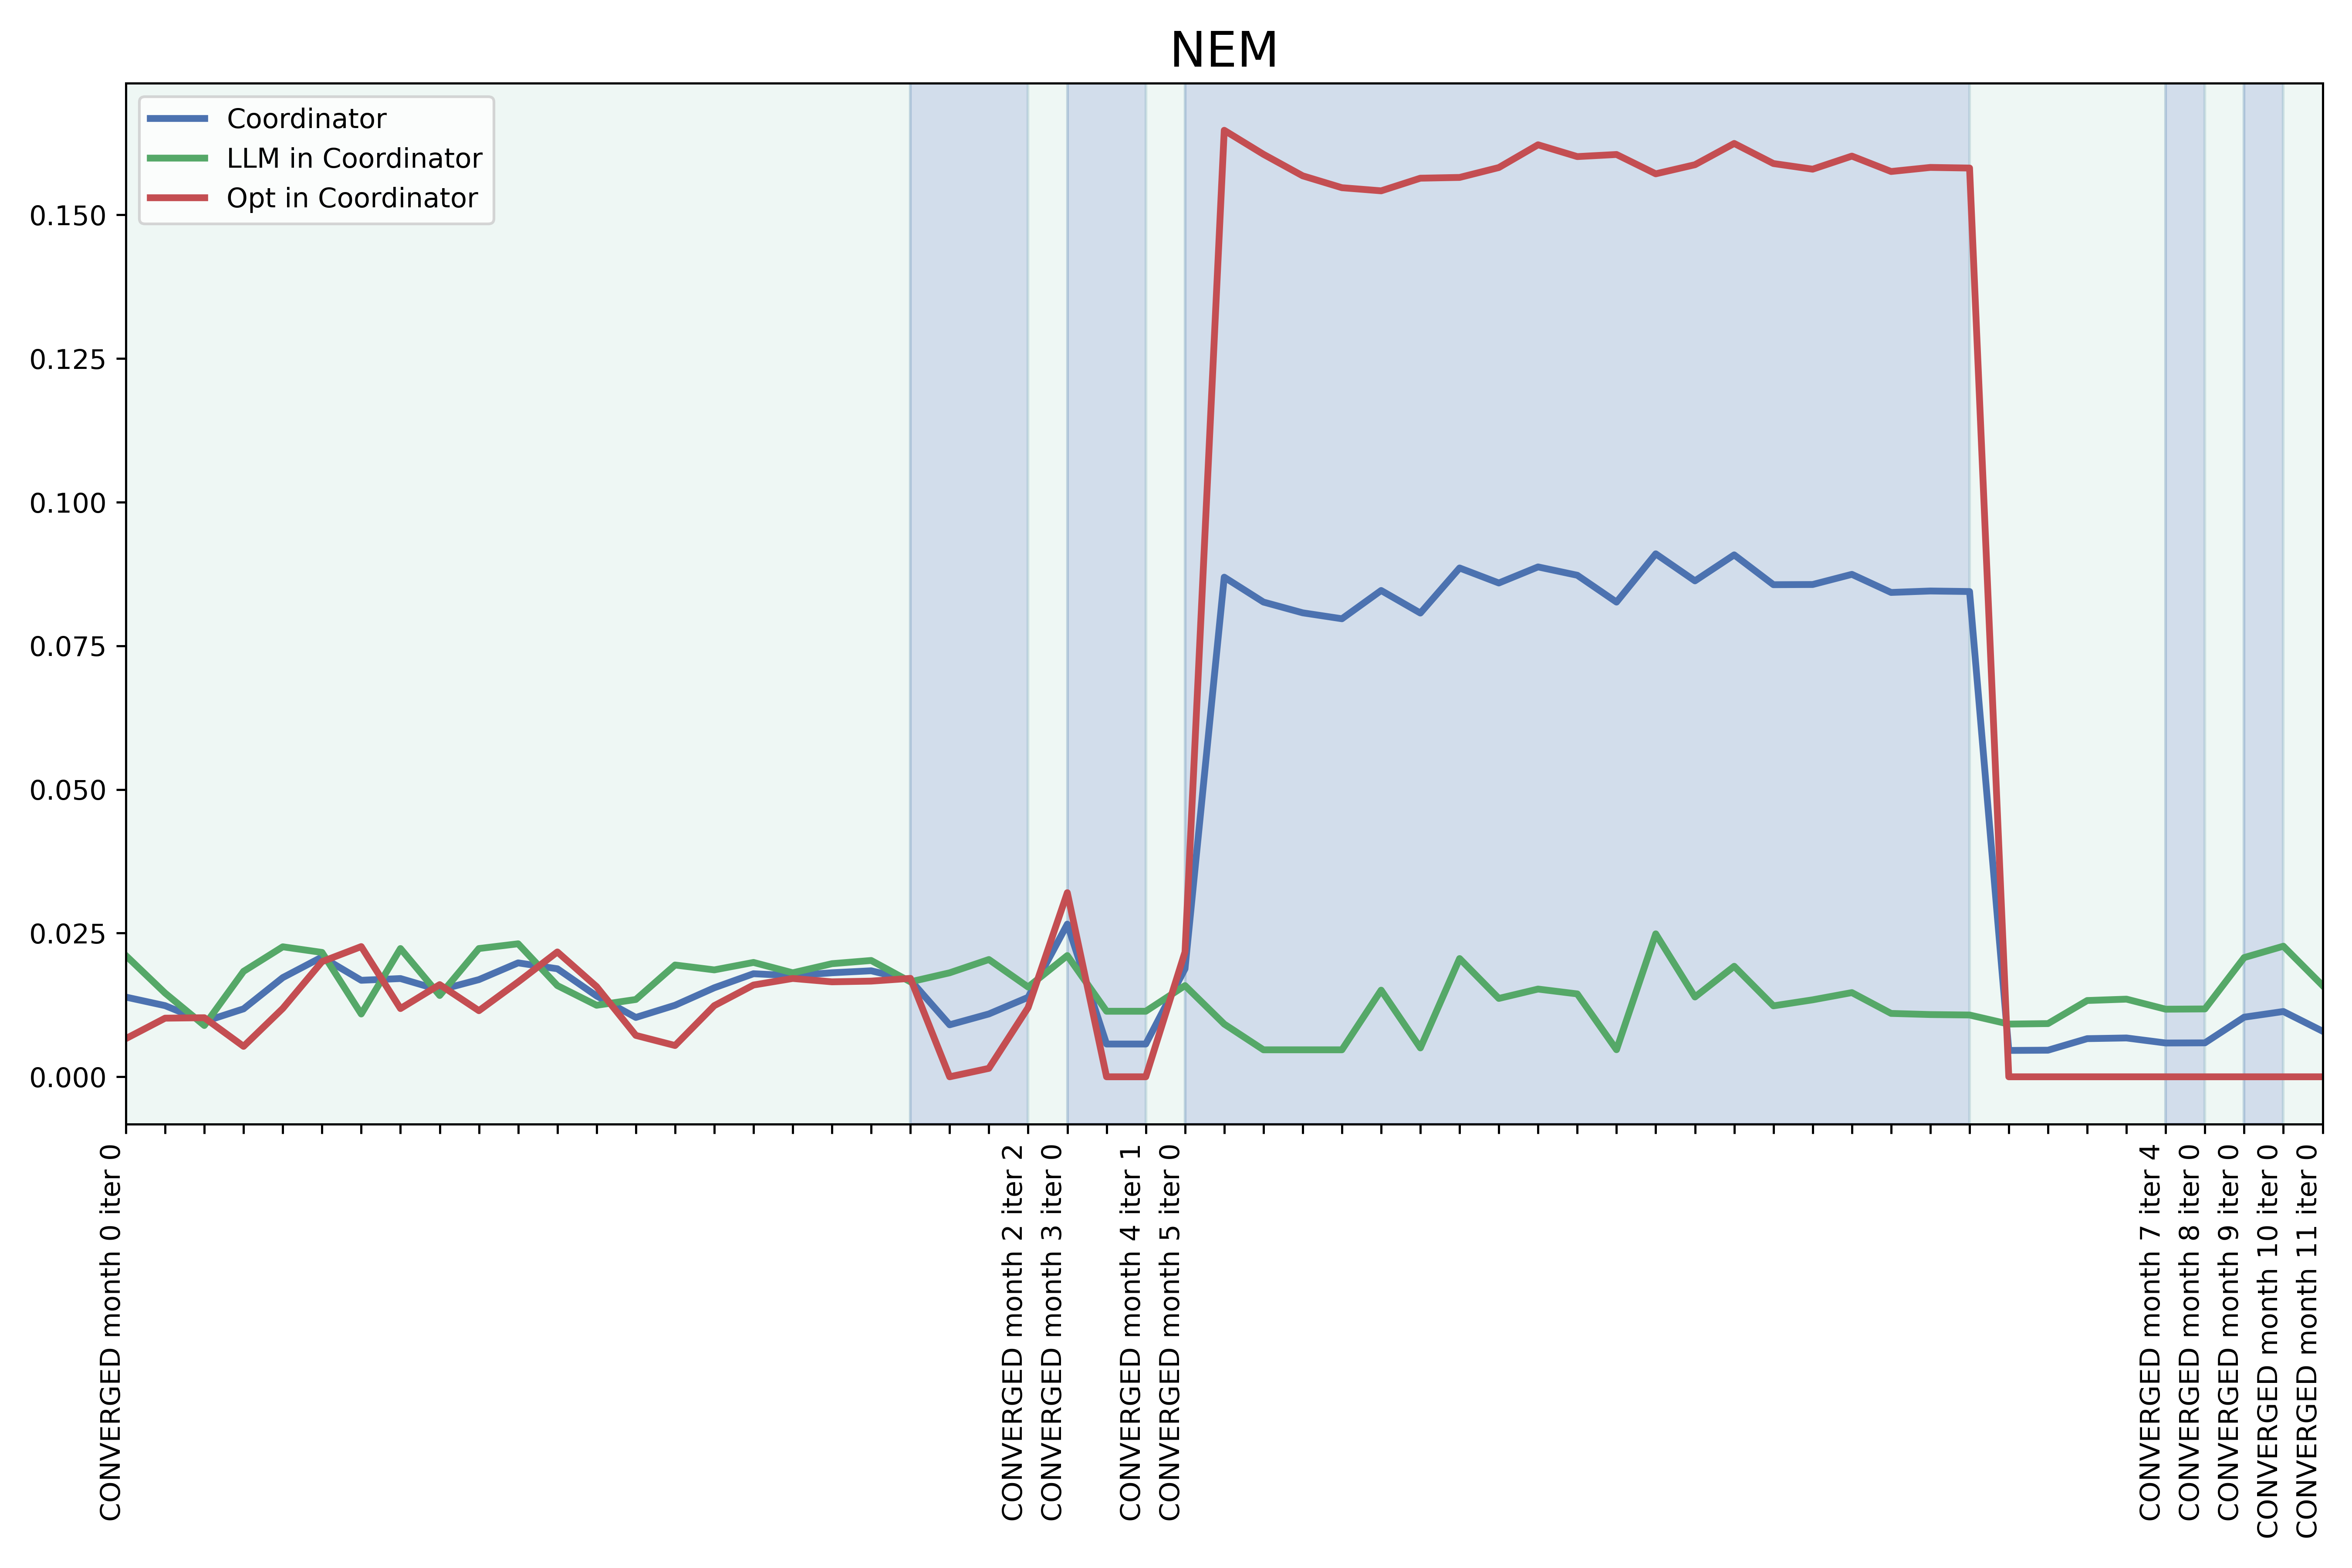 NEM
Coordinator
LLM in Coordinator
Opt in Coordinator
0.150
0.125
0.100
0.075
0.050
0.025
0.000
CONVERGED month 0 iter 0
CONVERGED month 2 iter 2
CONVERGED month 3 iter 0
CONVERGED month 4 iter 1
CONVERGED month 5 iter 0
CONVERGED month 7 iter 4
CONVERGED month 8 iter 0
CONVERGED month 9 iter 0
CONVERGED month 10 iter 0
CONVERGED month 11 iter 0